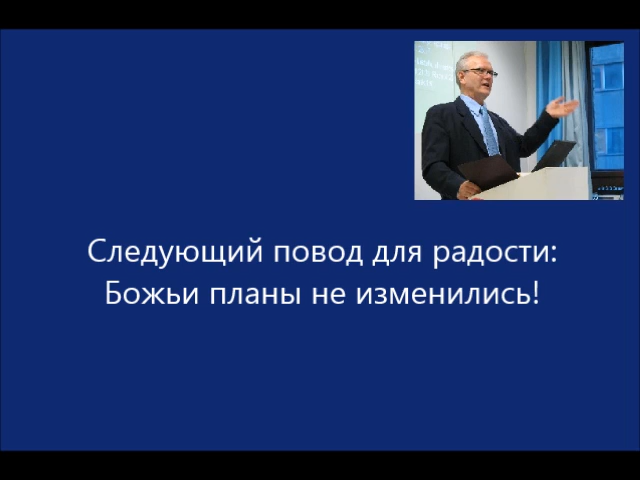 Следующий повод для радости:
Божьи планы не изменились!